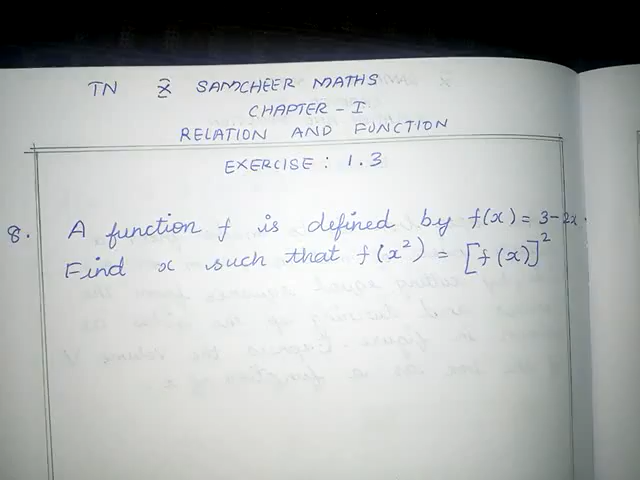 TN X̄ SAMCHEER MATHS
CHAPTER - I
RELATION AND FUNCTION
EXERCISE : 1.3
8. A function f is defined by f(x) = 3-2x.
Find x such that f(x²) = [f(x)]²